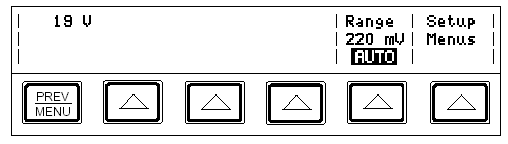 19 V Range Setup
220 mV Menus
AUTO
PREV
MENU